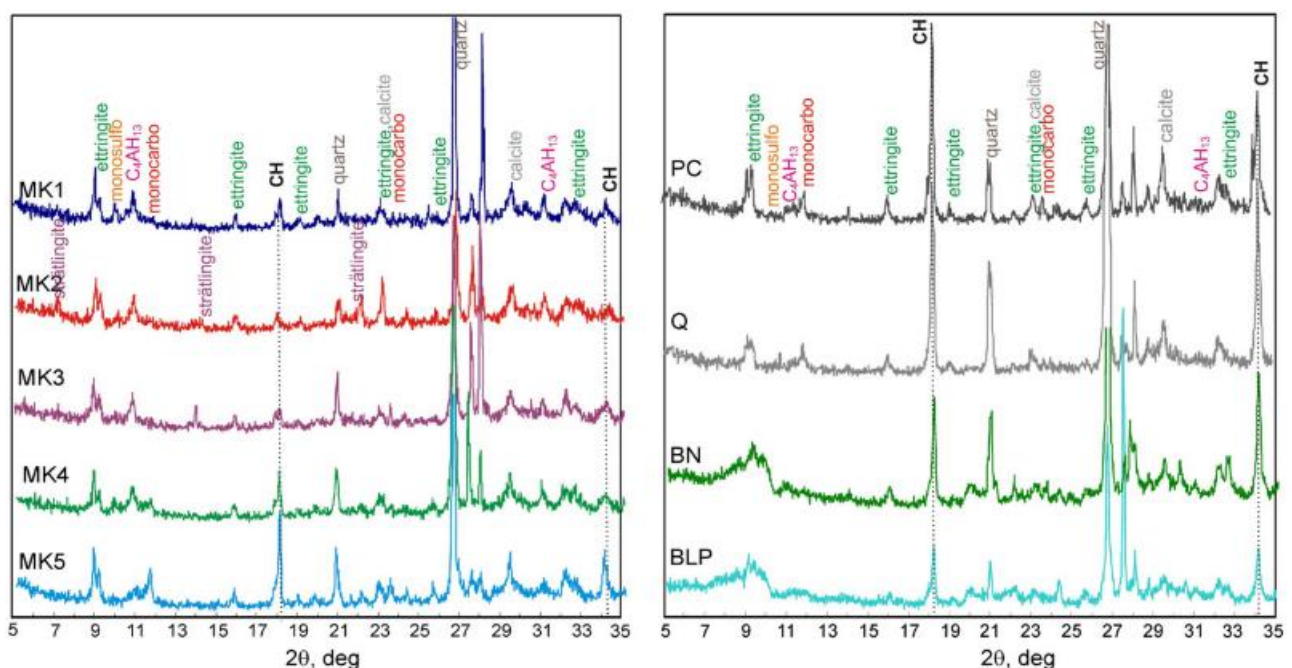 ettringite
monosulfo
C₄AH₁₃
monocarbo
ettringite
CH
ettringite
quartz
ettringite,calcite
monocarbo
ettringite
quartz
calcite
C₄AH₁₃
ettringite
CH
MK1
strätlingite
strätlingite
strätlingite
MK2
MK3
MK4
MK5
5 7 9 11 13 15 17 19 21 23 25 27 29 31 33 35
2θ, deg
ettringite
monosulfo
C₄AH₁₃
monocarbo
ettringite
CH
ettringite
quartz
ettringite,calcite
monocarbo
ettringite
quartz
calcite
C₄AH₁₃
ettringite
CH
PC
Q
BN
BLP
5 7 9 11 13 15 17 19 21 23 25 27 29 31 33 35
2θ, deg